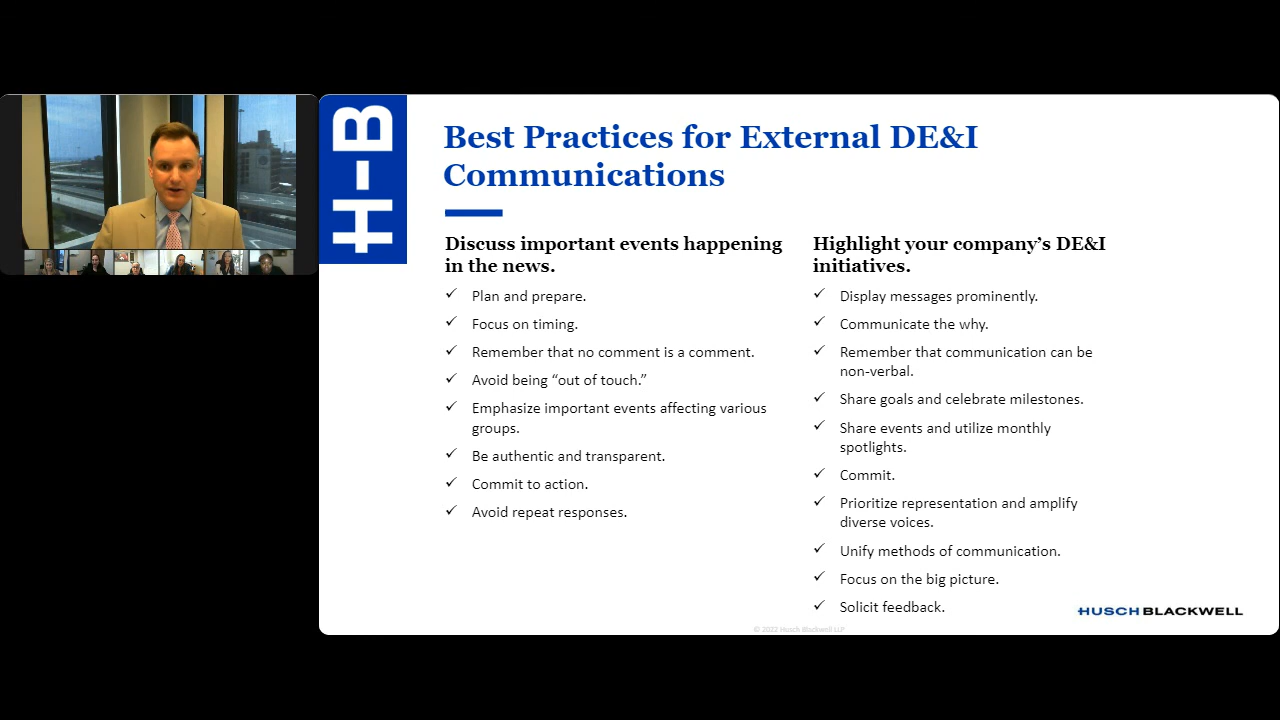 H-B
Best Practices for External DE&I
Communications
Discuss important events happening
in the news.
Plan and prepare.
Focus on timing.
Remember that no comment is a comment.
Avoid being “out of touch.”
Emphasize important events affecting various
groups.
Be authentic and transparent.
Commit to action.
Avoid repeat responses.
Highlight your company’s DE&I
initiatives.
Display messages prominently.
Communicate the why.
Remember that communication can be
non-verbal.
Share goals and celebrate milestones.
Share events and utilize monthly
spotlights.
Commit.
Prioritize representation and amplify
diverse voices.
Unify methods of communication.
Focus on the big picture.
Solicit feedback.
HUSCH BLACKWELL
© 2022 Husch Blackwell LLP